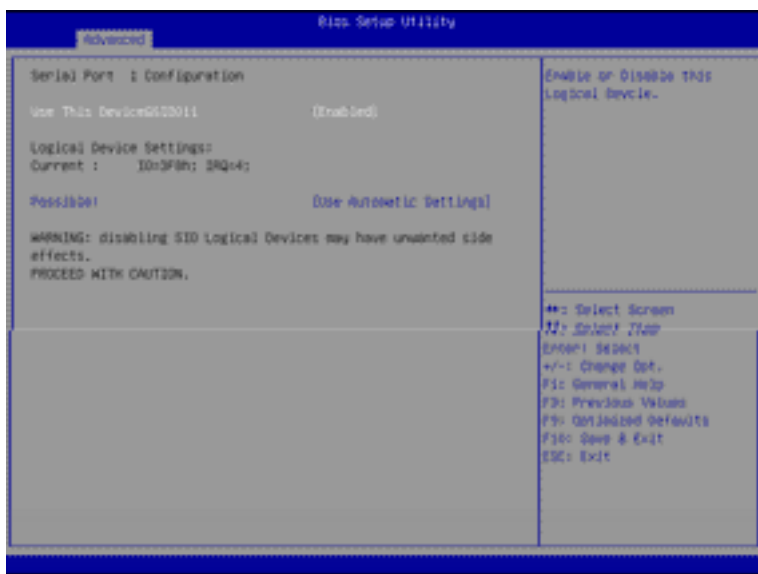 Bios Setup Utility
Advanced
Serial Port 1 Configuration
Use This Device
[Enabled]
Logical Device Settings:
Current : IO=3F8h; IRQ=4;
Possible:
[Use Automatic Settings]
WARNING: disabling SIO Logical Devices may have unwanted side
effects.
PROCEED WITH CAUTION.
Enable or Disable this
Logical Devcie.
: Select Screen
: Select Item
Enter: Select
+/-: Change Opt.
F1: General Help
Previous Values
F9: Optimized Defaults
F10: Save & Exit
ESC: Exit